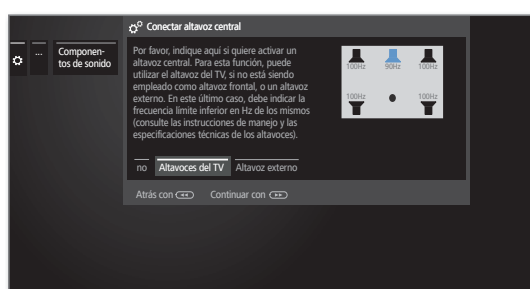 Conectar altavoz central
...
Componen-
tos de sonido
Por favor, indique aquí si quiere activar un
altavoz central. Para esta función, puede
utilizar el altavoz del TV, si no está siendo
empleado como altavoz frontal, o un altavoz
externo. En este último caso, debe indicar la
frecuencia límite inferior en Hz de los mismos
(consulte las instrucciones de manejo y las
especificaciones técnicas de los altavoces).
100Hz 90Hz 100Hz
100Hz 100Hz
no Altavoces del TV Altavoz externo
Atrás con Continuar con